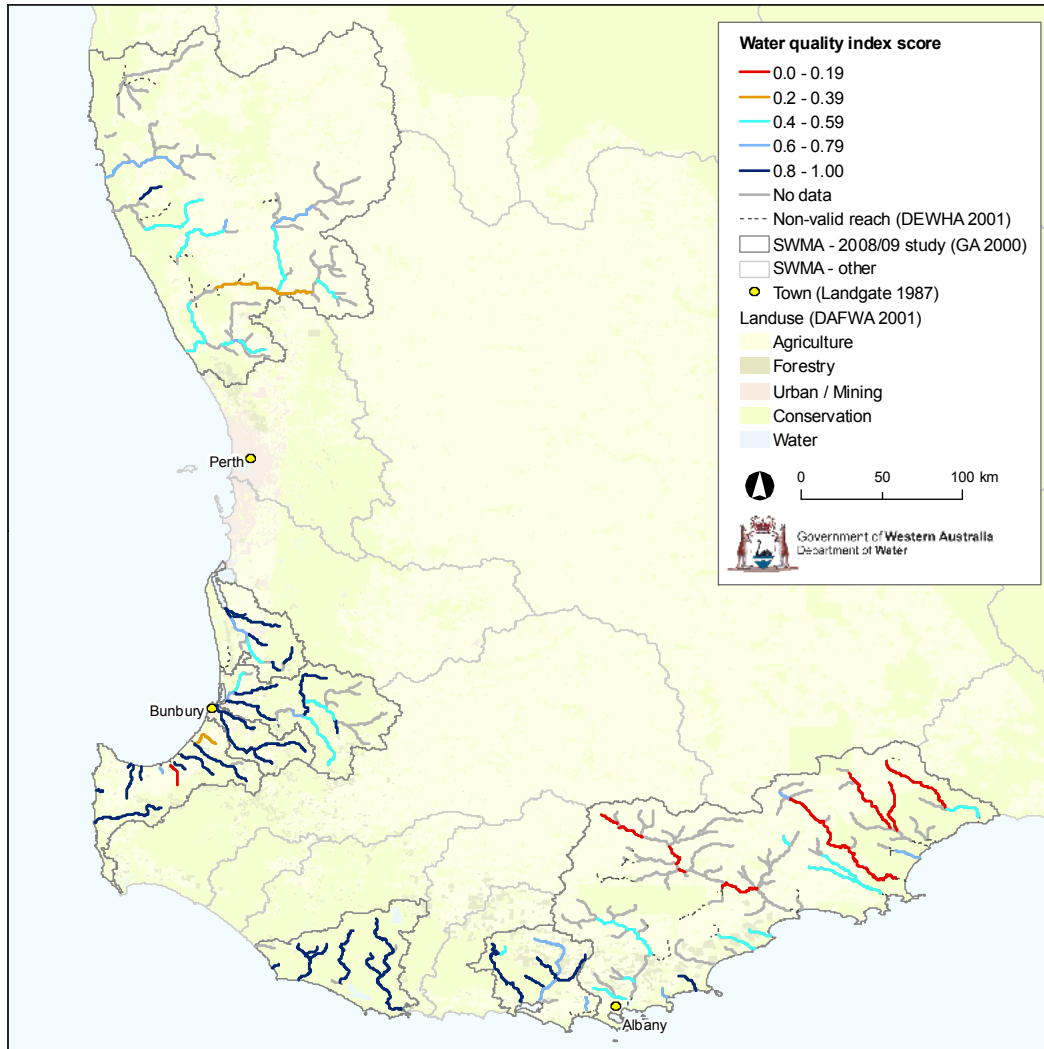 Water quality index score
0.0 - 0.19
0.2 - 0.39
0.4 - 0.59
0.6 - 0.79
0.8 - 1.00
No data
Non-valid reach (DEWHA 2001)
SWMA - 2008/09 study (GA 2000)
SWMA - other
Town (Landgate 1987)
Landuse (DAFWA 2001)
Agriculture
Forestry
Urban / Mining
Conservation
Water
0 50 100 km
Government of Western Australia
Department of Water
Perth
Bunbury
Albany